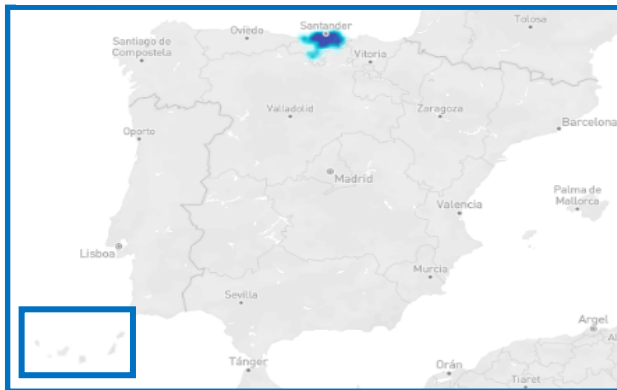 Tolosa
Santander
Oviedo
Santiago de
Compostela
Vitoria
Valladolid
Zaragoza
Barcelona
Oporto
Madrid
Palma de
Mallorca
Valencia
Lisboa
Murcia
Sevilla
Argel
Tánger
Orán
Tiaret